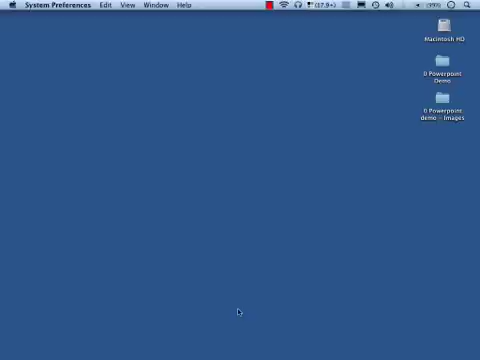 System Preferences Edit View Window Help
Macintosh HD
0 Powerpoint
Demo
0 Powerpoint
demo - Images